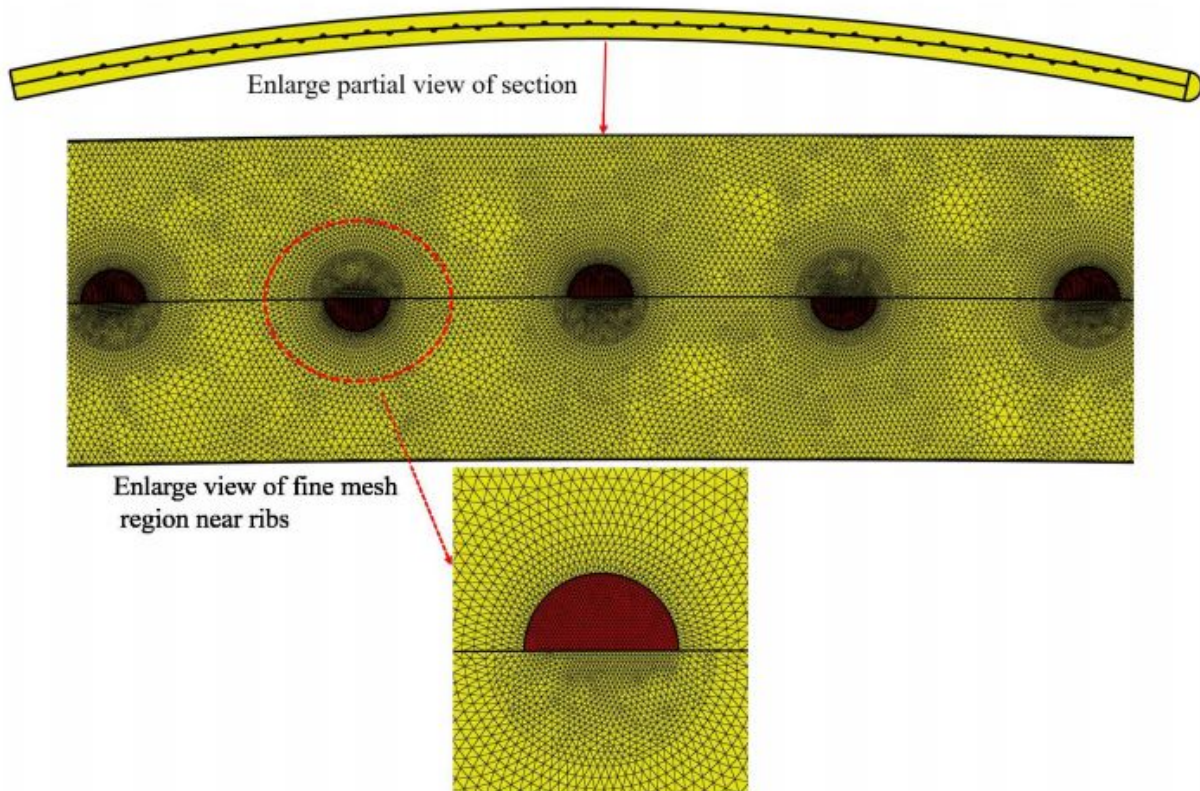 Enlarge partial view of section
Enlarge view of fine mesh
region near ribs